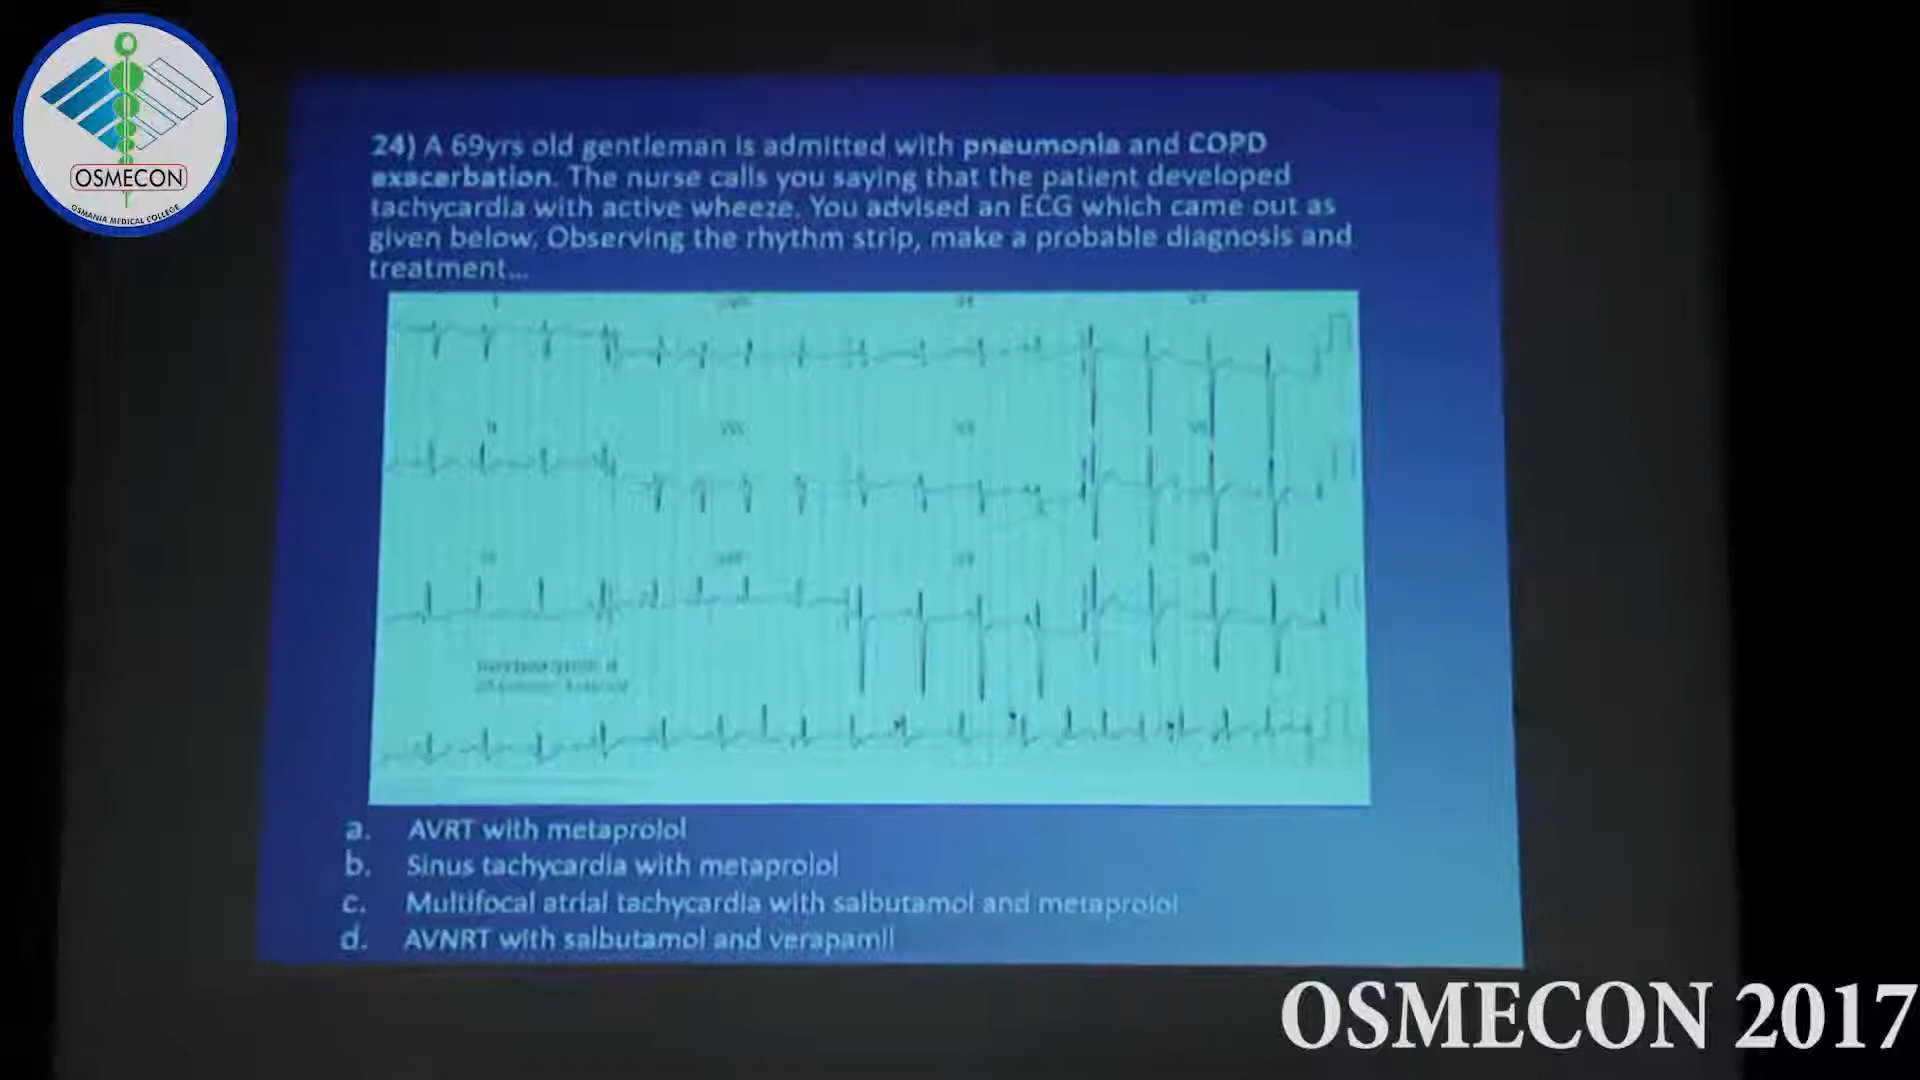 OSMECON
OSMANIA MEDICAL COLLEGE
24) A 69yrs old gentleman is admitted with pneumonia and COPD
exacerbation. The nurse calls you saying that the patient developed
tachycardia with active wheeze. You advised an ECG which came out as
given below. Observing the rhythm strip, make a probable diagnosis and
treatment...
a. AVRT with metaprolol
b. Sinus tachycardia with metaprolol
c. Multifocal atrial tachycardia with salbutamol and metaprolol
d. AVNRT with salbutamol and verapamil
OSMECON 2017